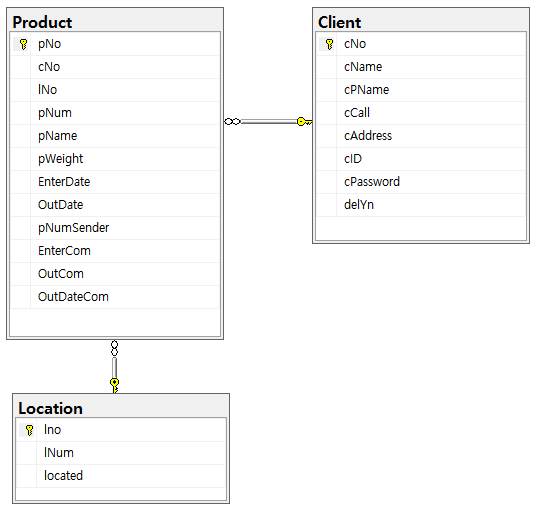 Product
pNo
cNo
lNo
pNum
pName
pWeight
EnterDate
OutDate
pNumSender
EnterCom
OutCom
OutDateCom
Client
cNo
cName
cPName
cCall
cAddress
cID
cPassword
delYn
Location
lno
lNum
located